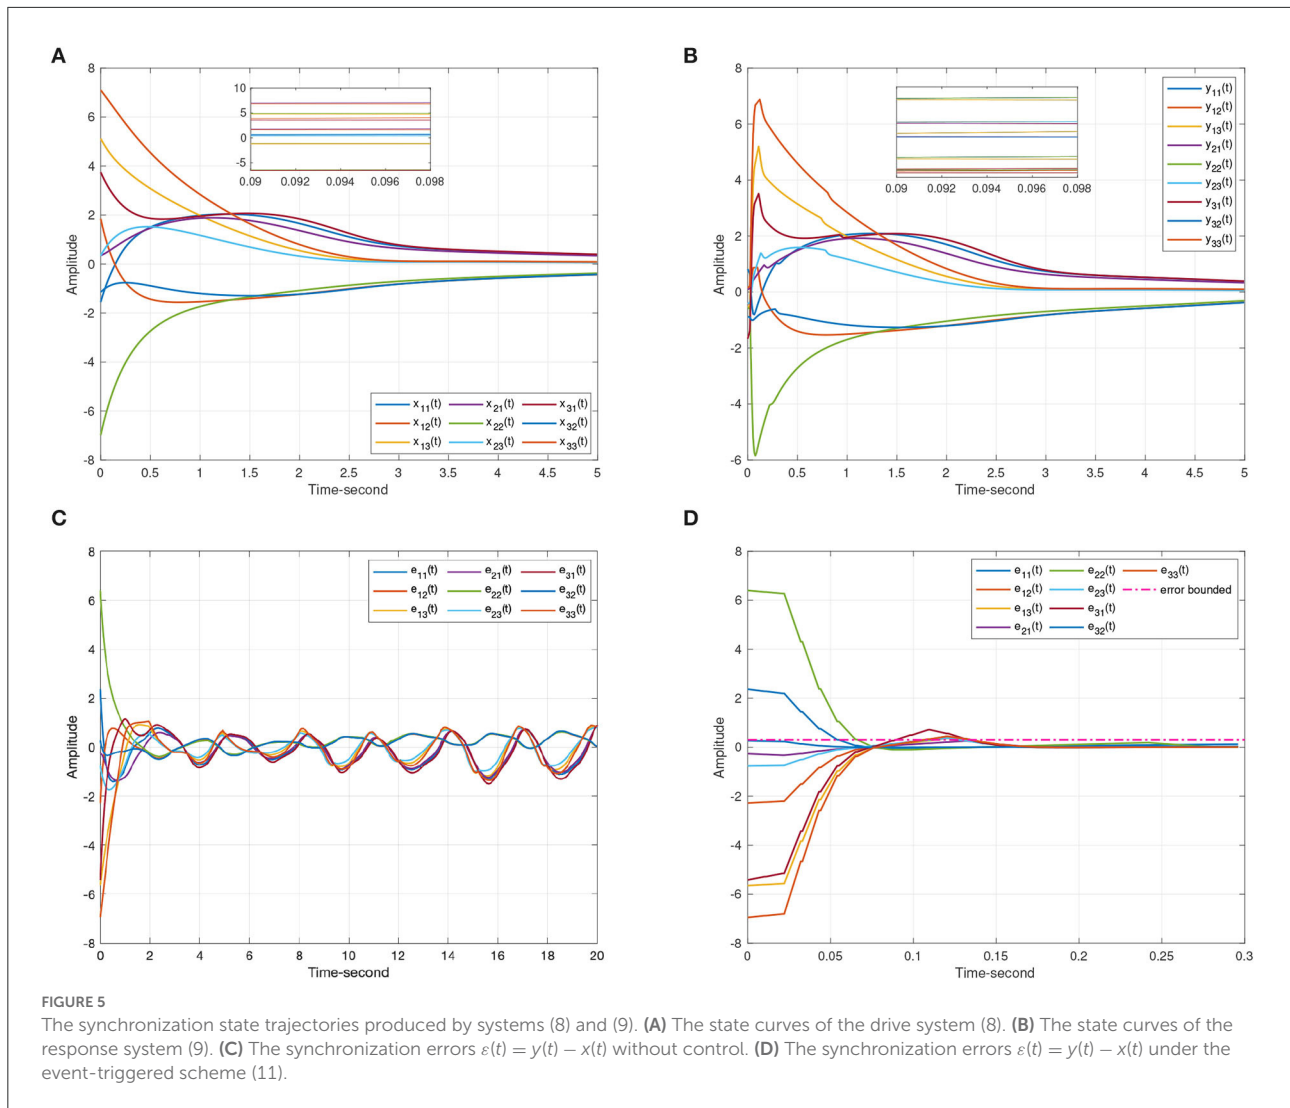 A
8
6
4
2
0
-2
-4
-6
-8
Amplitude
10
5
0
-5
0.09 0.092 0.094 0.096 0.098
x11(t) x21(t) x31(t)
x12(t) x22(t) x32(t)
x13(t) x23(t) x33(t)
0 0.5 1 1.5 2 2.5 3 3.5 4 4.5 5
Time-second
B
8
6
4
2
0
-2
-4
-6
Amplitude
0.09 0.092 0.094 0.096 0.098
y11(t)
y12(t)
y13(t)
y21(t)
y22(t)
y23(t)
y31(t)
y32(t)
y33(t)
0 0.5 1 1.5 2 2.5 3 3.5 4 4.5 5
Time-second
C
8
6
4
2
0
-2
-4
-6
-8
Amplitude
e11(t) e21(t) e31(t)
e12(t) e22(t) e32(t)
e13(t) e23(t) e33(t)
0 2 4 6 8 10 12 14 16 18 20
Time-second
D
8
6
4
2
0
-2
-4
-6
-8
Amplitude
e11(t) e22(t) e33(t)
e12(t) e23(t) error bounded
e13(t) e31(t)
e21(t) e32(t)
0 0.05 0.1 0.15 0.2 0.25 0.3
Time-second
FIGURE 5
The synchronization state trajectories produced by systems (8) and (9). (A) The state curves of the drive system (8). (B) The state curves of the
response system (9). (C) The synchronization errors ε(t) = y(t) − x(t) without control. (D) The synchronization errors ε(t) = y(t) − x(t) under the
event-triggered scheme (11).